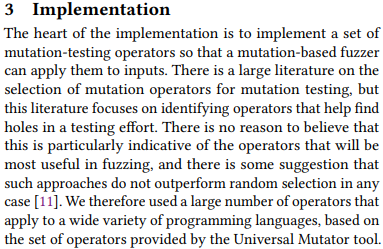 3 Implementation
The heart of the implementation is to implement a set of
mutation-testing operators so that a mutation-based fuzzer
can apply them to inputs. There is a large literature on the
selection of mutation operators for mutation testing, but
this literature focuses on identifying operators that help find
holes in a testing effort. There is no reason to believe that
this is particularly indicative of the operators that will be
most useful in fuzzing, and there is some suggestion that
such approaches do not outperform random selection in any
case [11]. We therefore used a large number of operators that
apply to a wide variety of programming languages, based on
the set of operators provided by the Universal Mutator tool.